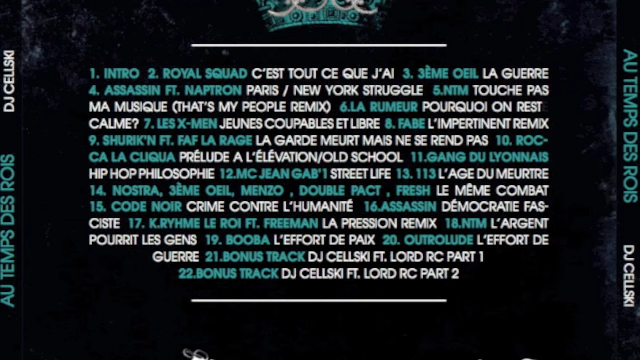 1. INTRO 2. ROYAL SQUAD C'EST TOUT CE QUE J'AI 3. 3ÈME OEIL LA GUERRE
4. ASSASSIN FT. NAPTRON PARIS / NEW YORK STRUGGLE 5.NTM TOUCHE PAS
MA MUSIQUE (THAT'S MY PEOPLE REMIX) 6.LA RUMEUR POURQUOI ON REST
CALME? 7. LES X-MEN JEUNES COUPABLES ET LIBRE 8. FABE L'IMPERTINENT REMIX
9. SHURIK'N FT. FAF LA RAGE LA GARDE MEURT MAIS NE SE REND PAS 10. ROC-
CA LA CLIQUA PRÉLUDE A L'ÉLÉVATION/OLD SCHOOL 11.GANG DU LYONNAIS
HIP HOP PHILOSOPHIE 12.MC JEAN GAB'1 STREET LIFE 13. 113 L'AGE DU MEURTRE
14. NOSTRA, 3ÈME OEIL, MENZO , DOUBLE PACT , FRESH LE MÊME COMBAT
15. CODE NOIR CRIME CONTRE L'HUMANITÉ 16.ASSASSIN DÉMOCRATIE FAS-
CISTE 17. K.RYHME LE ROI FT. FREEMAN LA PRESSION REMIX 18.NTM L'ARGENT
POURRIT LES GENS 19. BOOBA L'EFFORT DE PAIX 20. OUTROLUDE L'EFFORT DE
GUERRE 21.BONUS TRACK DJ CELLSKI FT. LORD RC PART 1
22.BONUS TRACK DJ CELLSKI FT. LORD RC PART 2
AU TEMPS DES ROIS
DJ CELLSKI
AU TEMPS DES ROIS
DJ CELLSKI